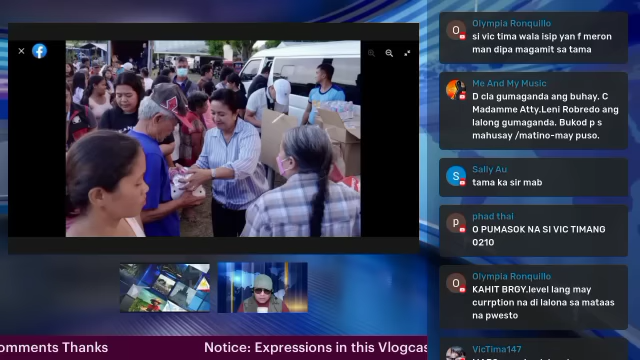 Olympia Ronquillo
si vic tima wala isip yan f meron
man dipa magamit sa tama
Me And My Music
D cla gumaganda ang buhay. C
Madamme Atty.Leni Robredo ang
lalong gumaganda. Bukod p s
mahusay /matino-may puso.
Sally Au
tama ka sir mab
phad thai
O PUMASOK NA SI VIC TIMANG
0210
Olympia Ronquillo
KAHIT BRGY.level lang may
currption na di lalona sa mataas
na pwesto
VicTima147
omments Thanks
Notice: Expressions in this Vlogcas